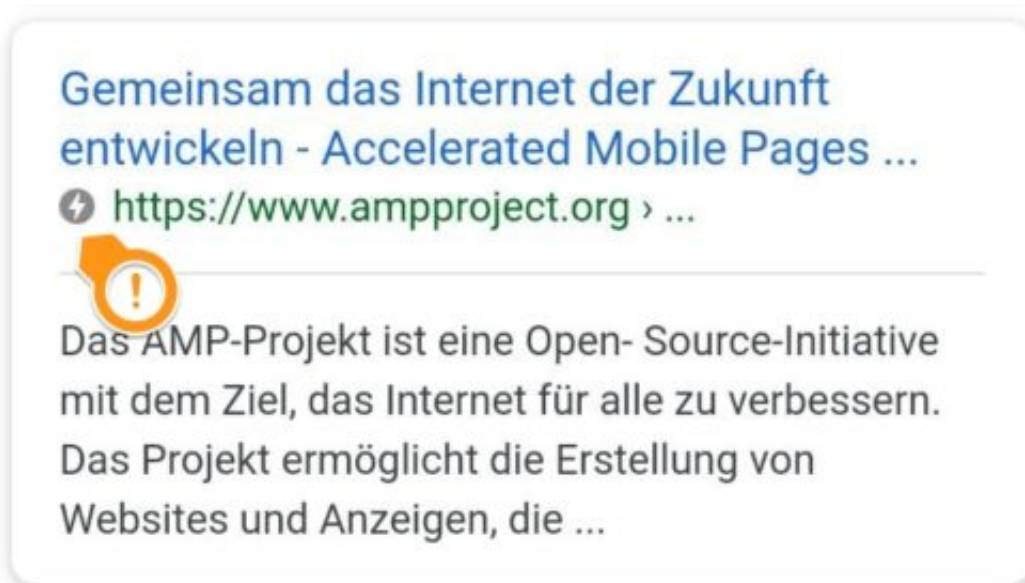 Gemeinsam das Internet der Zukunft
entwickeln - Accelerated Mobile Pages ...
https://www.ampproject.org › ...
!
Das AMP-Projekt ist eine Open- Source-Initiative
mit dem Ziel, das Internet für alle zu verbessern.
Das Projekt ermöglicht die Erstellung von
Websites und Anzeigen, die ...